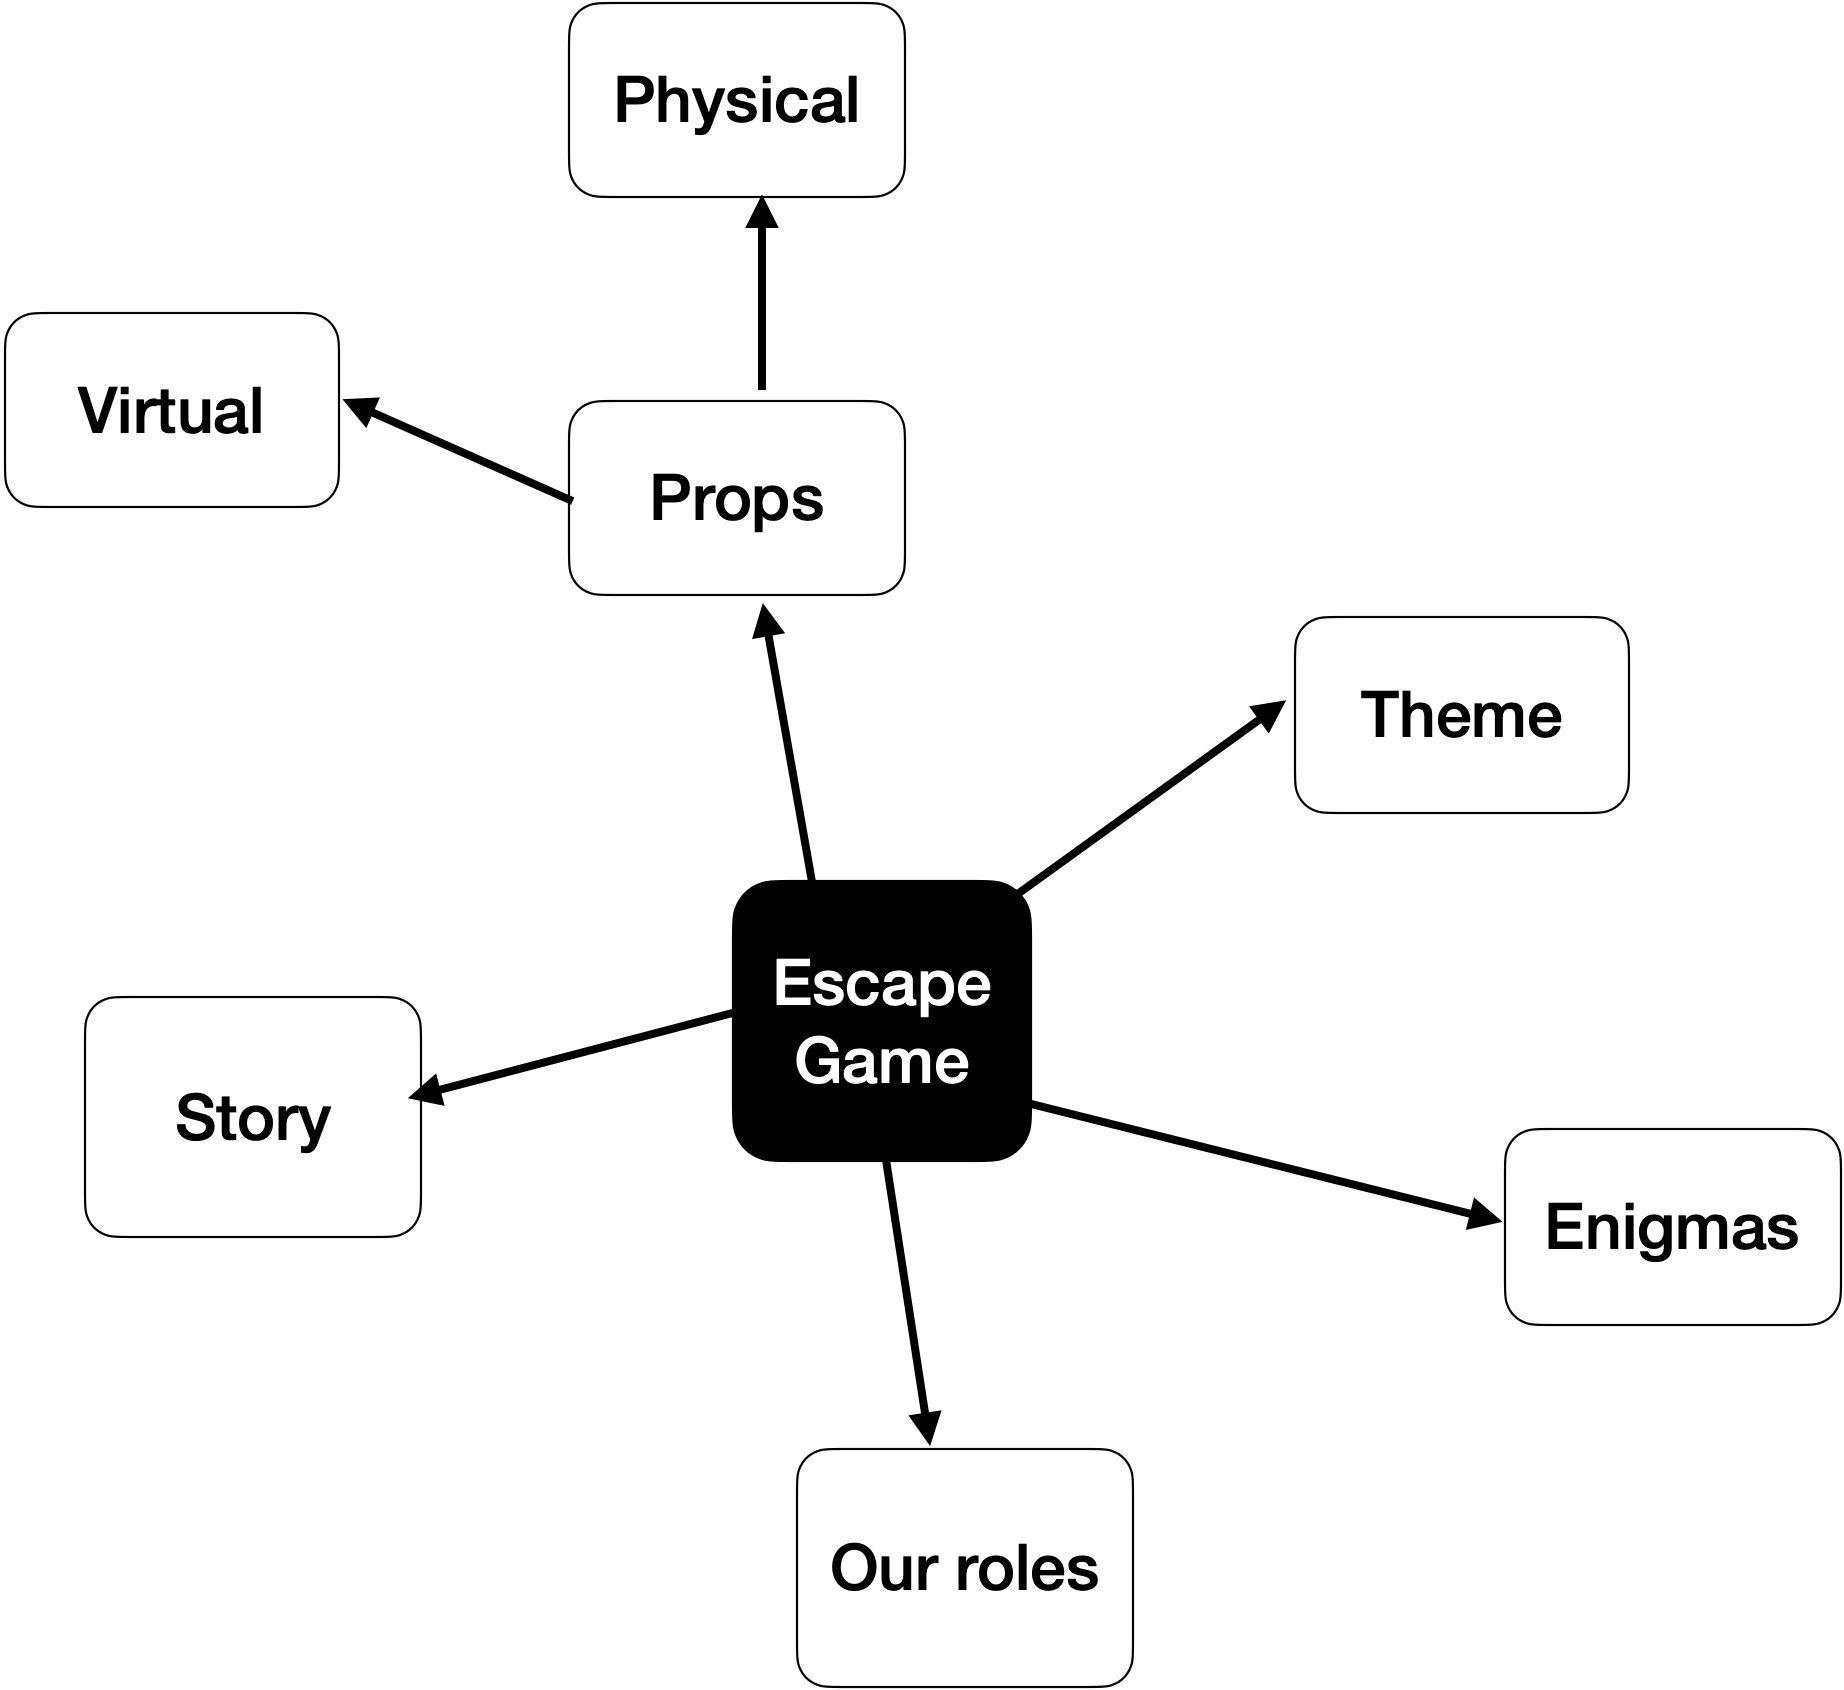 Physical
Virtual
Props
Theme
Escape
Game
Story
Enigmas
Our roles